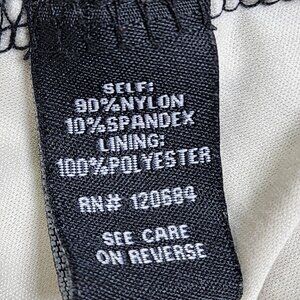 SELF:
90%NYLON
10%SPANDEX
LINING:
100%POLYESTER
RN# 120684
SEE CARE
ON REVERSE